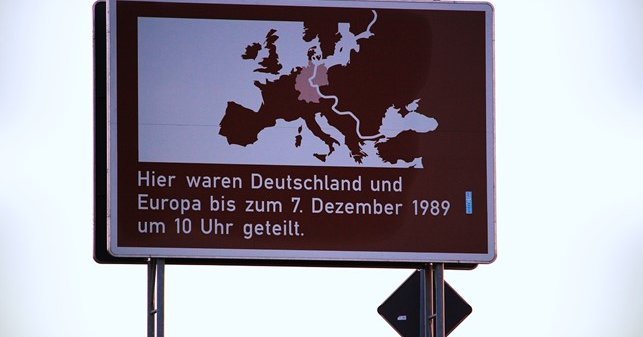 Hier waren Deutschland und
Europa bis zum 7. Dezember 1989
um 10 Uhr geteilt.